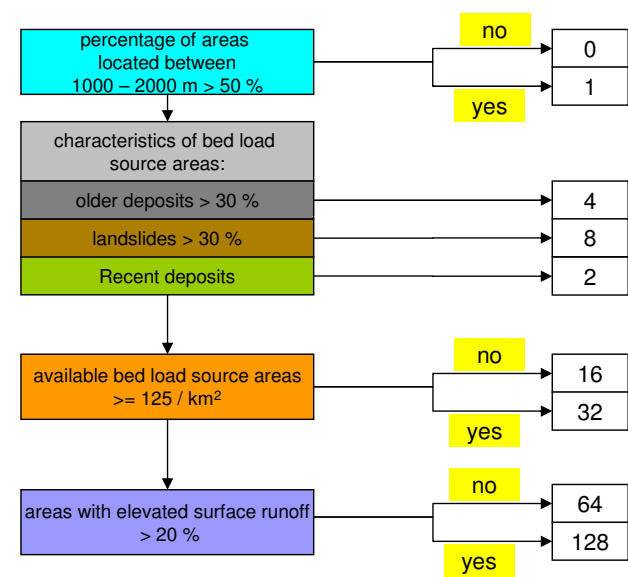 percentage of areas
located between
1000 – 2000 m > 50 %
no
0
1
yes
characteristics of bed load
source areas:
older deposits > 30 %
4
landslides > 30 %
8
Recent deposits
2
available bed load source areas
>= 125 / km²
no
16
32
yes
areas with elevated surface runoff
> 20 %
no
64
128
yes